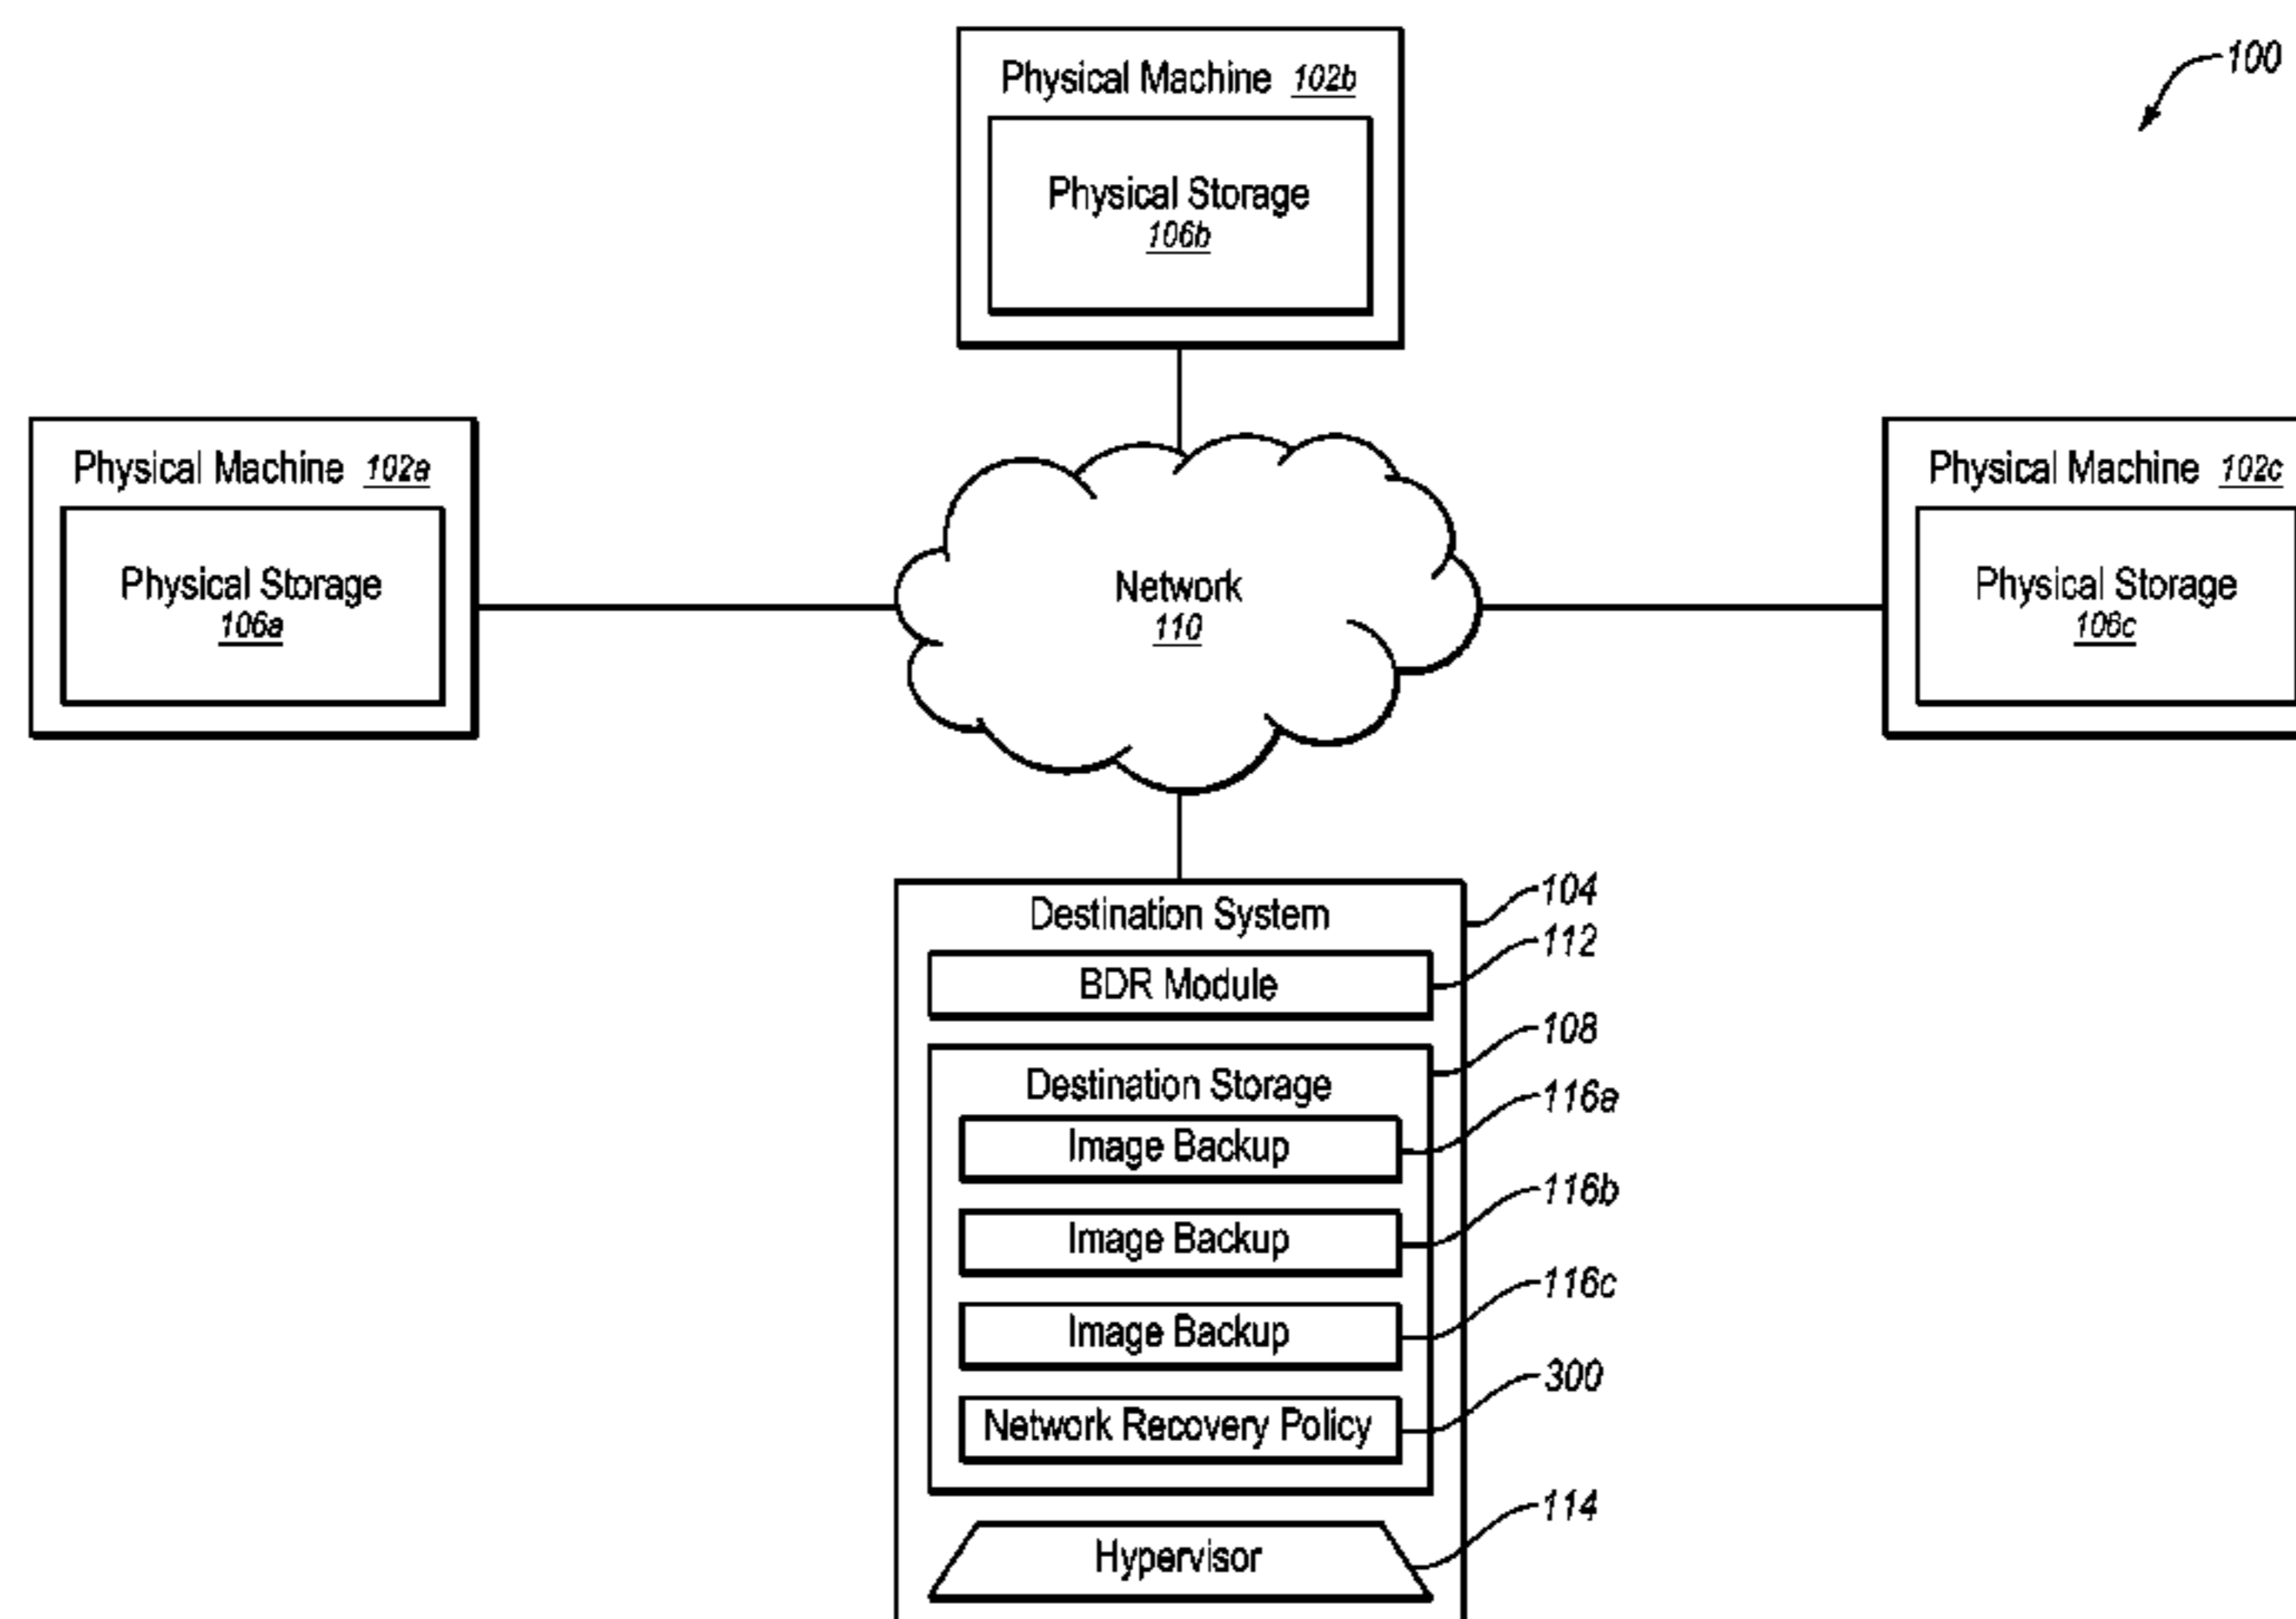 100
Physical Machine 102b
Physical Storage
106b
Physical Machine 102a
Physical Storage
106a
Network
110
Physical Machine 102c
Physical Storage
106c
Destination System
104
BDR Module
112
Destination Storage
108
Image Backup
116a
Image Backup
116b
Image Backup
116c
Network Recovery Policy
300
Hypervisor
114